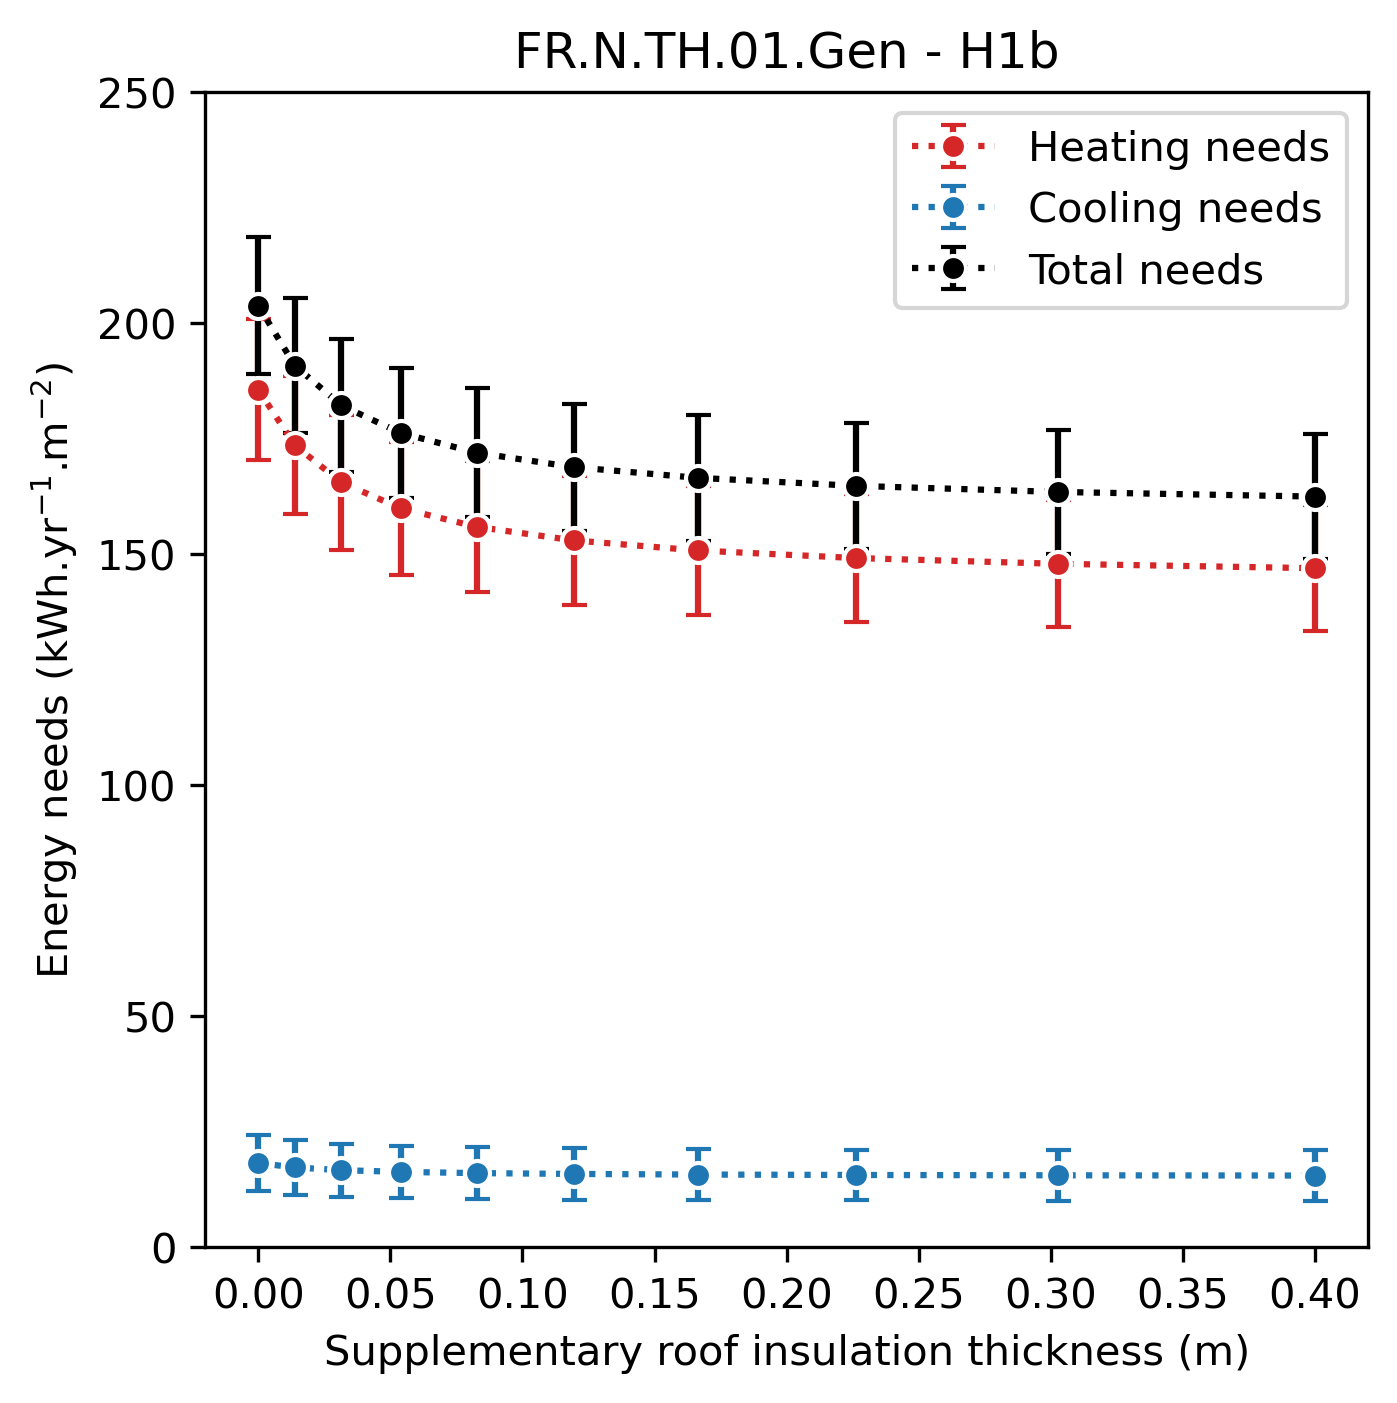 FR.N.TH.01.Gen - H1b
250
200
150
100
50
0
Energy needs (kWh.yr⁻¹.m⁻²)
Heating needs
Cooling needs
Total needs
0.00 0.05 0.10 0.15 0.20 0.25 0.30 0.35 0.40
Supplementary roof insulation thickness (m)